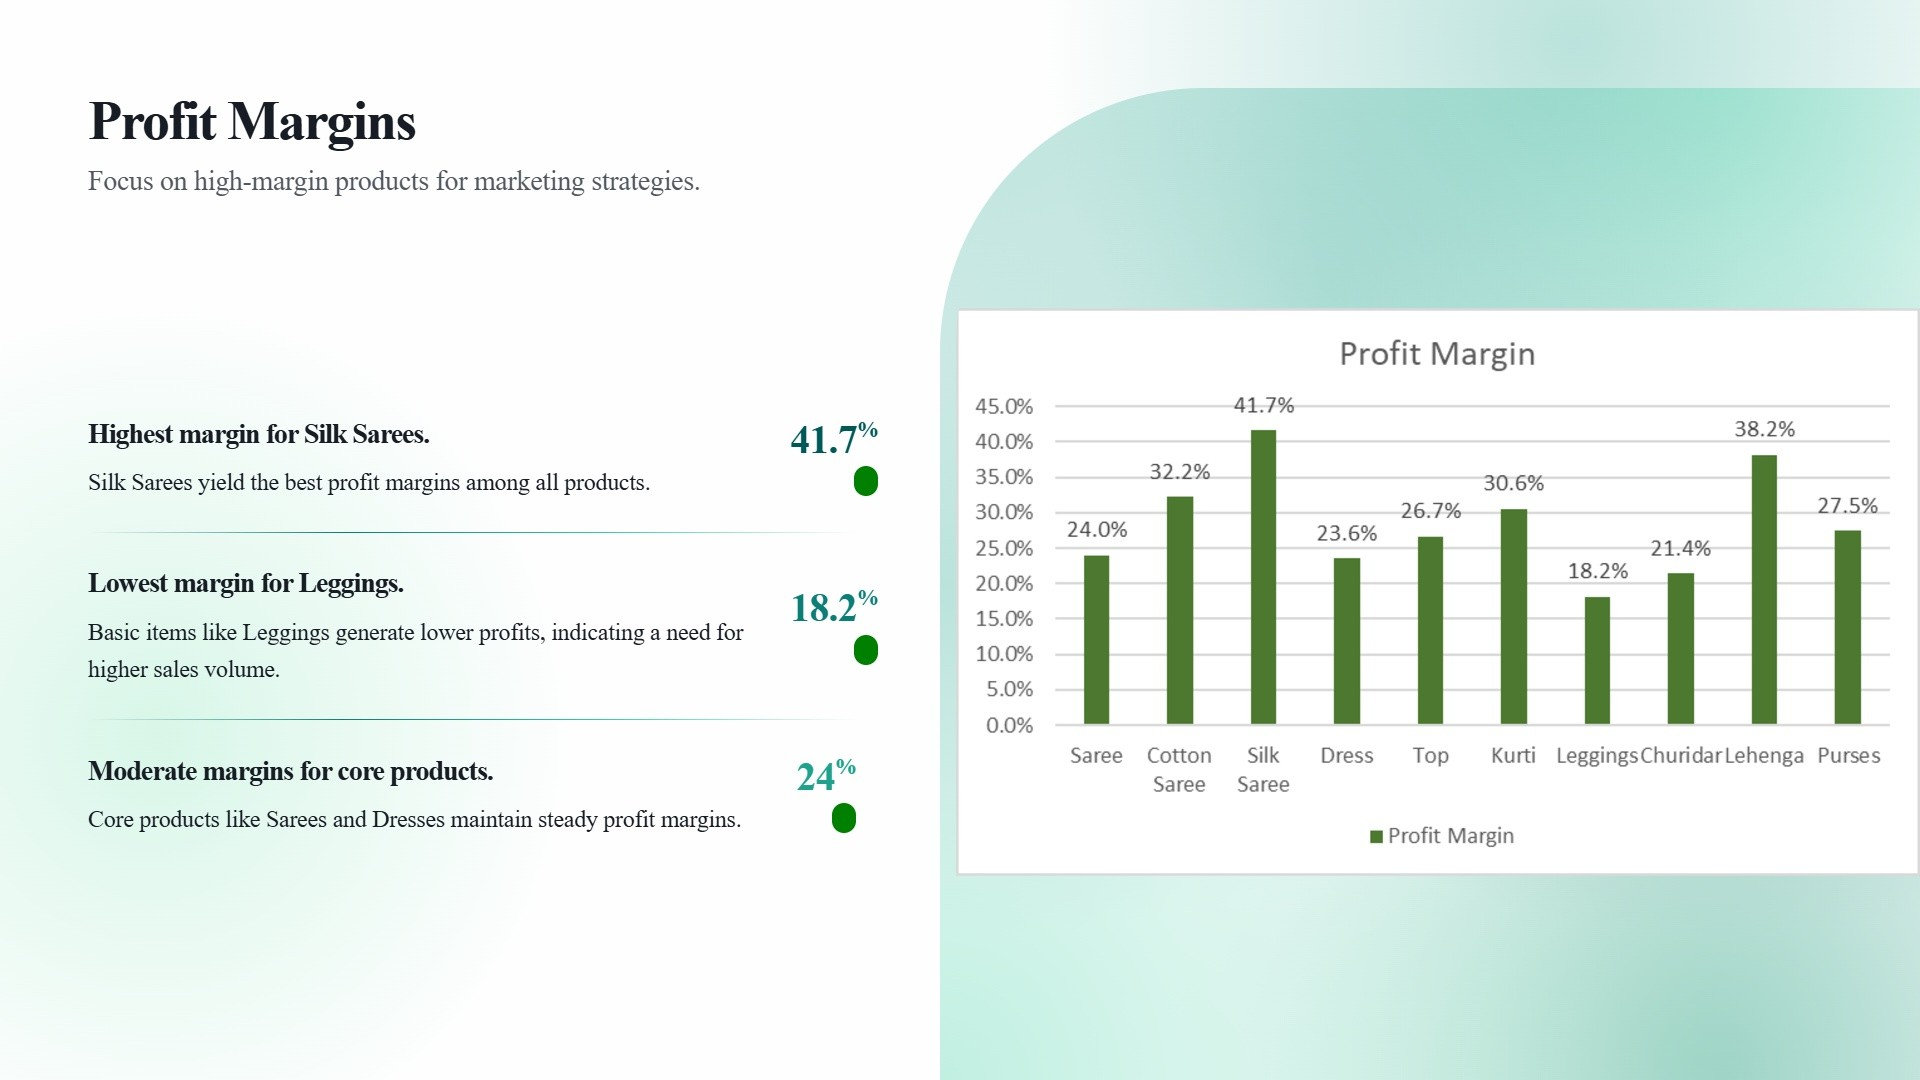 Profit Margins
Focus on high-margin products for marketing strategies.
Highest margin for Silk Sarees.
41.7%
Silk Sarees yield the best profit margins among all products.
Lowest margin for Leggings.
18.2%
Basic items like Leggings generate lower profits, indicating a need for
higher sales volume.
Moderate margins for core products.
24%
Core products like Sarees and Dresses maintain steady profit margins.
Profit Margin
45.0%
40.0%
35.0%
30.0%
25.0%
20.0%
15.0%
10.0%
5.0%
0.0%
24.0%
32.2%
41.7%
23.6%
26.7%
30.6%
18.2%
21.4%
38.2%
27.5%
Saree
Cotton
Saree
Silk
Saree
Dress
Top
Kurti
Leggings
Churidar
Lehenga
Purses
Profit Margin